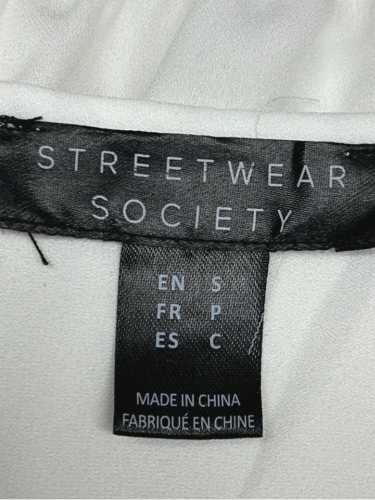 STREETWEAR
SOCIETY
EN S
FR P
ES C
MADE IN CHINA
FABRIQUÉ EN CHINE